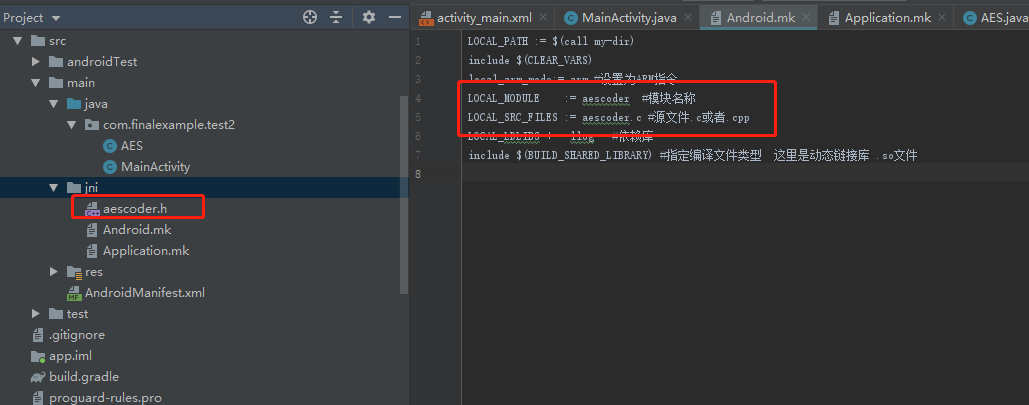 Project
src
androidTest
main
java
com.finalexample.test2
AES
MainActivity
jni
aescoder.h
Android.mk
Application.mk
res
AndroidManifest.xml
test
.gitignore
app.iml
build.gradle
proguard-rules.pro
activity_main.xml MainActivity.java Android.mk Application.mk AES.java
1 LOCAL_PATH := $(call my-dir)
2 include $(CLEAR_VARS)
3 local_arm_mode:= arm #设置为ARM指令
4 LOCAL_MODULE := aescoder #模块名称
5 LOCAL_SRC_FILES := aescoder.c #源文件.c或者.cpp
6 LOCAL_LDLIBS += -llog #依赖库
7 include $(BUILD_SHARED_LIBRARY) #指定编译文件类型 这里是动态链接库 .so文件
8